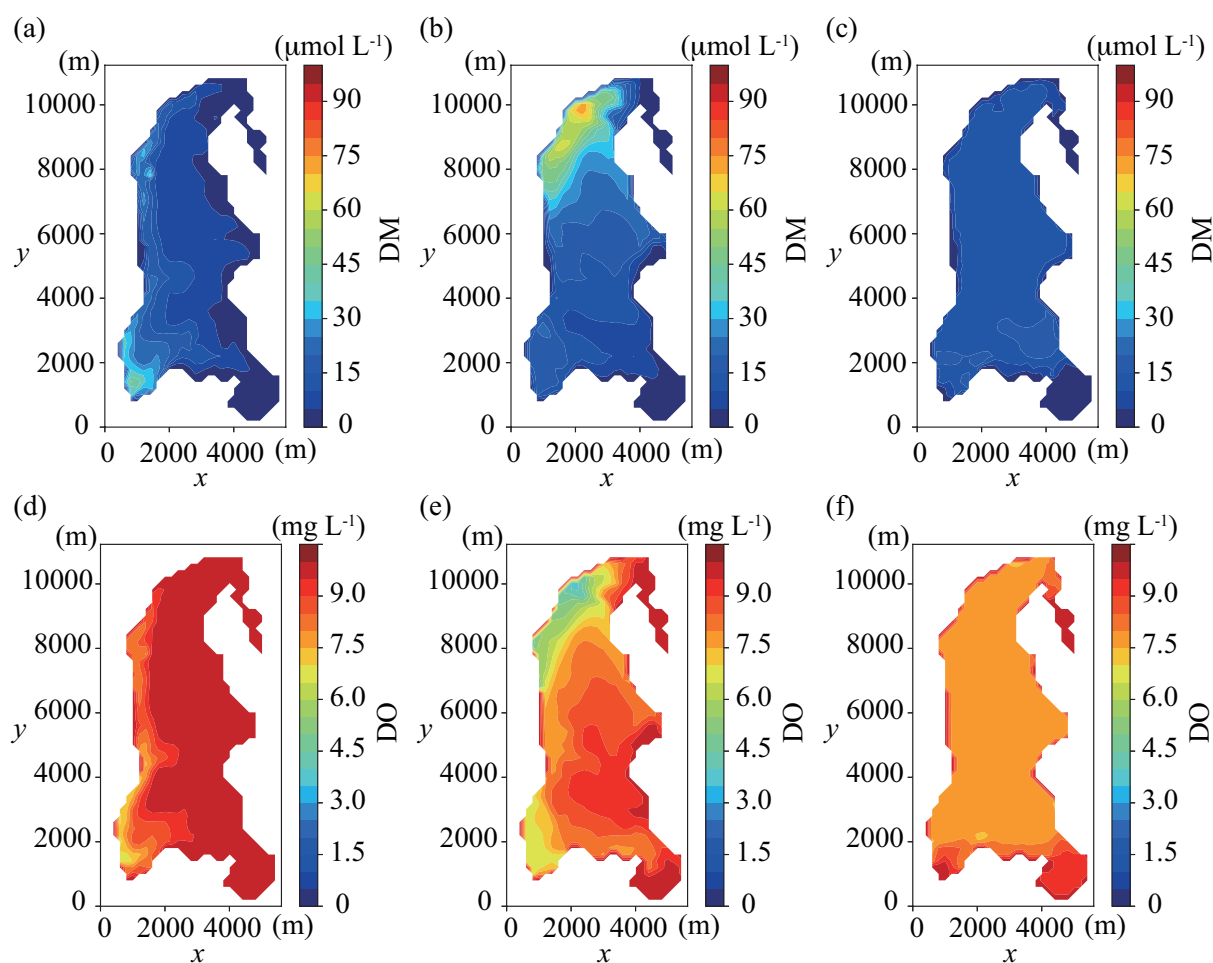 (a) (b) (c)
(μmol L-1) (μmol L-1) (μmol L-1)
(m) (m) (m)
10000 90 10000 90 10000 90
8000 75 8000 75 8000 75
60 60 60
6000 6000 6000
y 45 DM y 45 DM y 45 DM
4000 30 4000 30 4000 30
2000 15 2000 15 2000 15
0 0 0 0 0 0
0 2000 4000 (m) 0 2000 4000 (m) 0 2000 4000 (m)
x x x
(d) (e) (f)
(mg L-1) (mg L-1) (mg L-1)
(m) (m) (m)
10000 9.0 10000 9.0 10000 9.0
8000 7.5 8000 7.5 8000 7.5
6000 6.0 6000 6.0 6000 6.0
y 4.5 DO y 4.5 DO y 4.5 DO
4000 3.0 4000 3.0 4000 3.0
2000 1.5 2000 1.5 2000 1.5
0 0 0 0 0 0
0 2000 4000 (m) 0 2000 4000 (m) 0 2000 4000 (m)
x x x